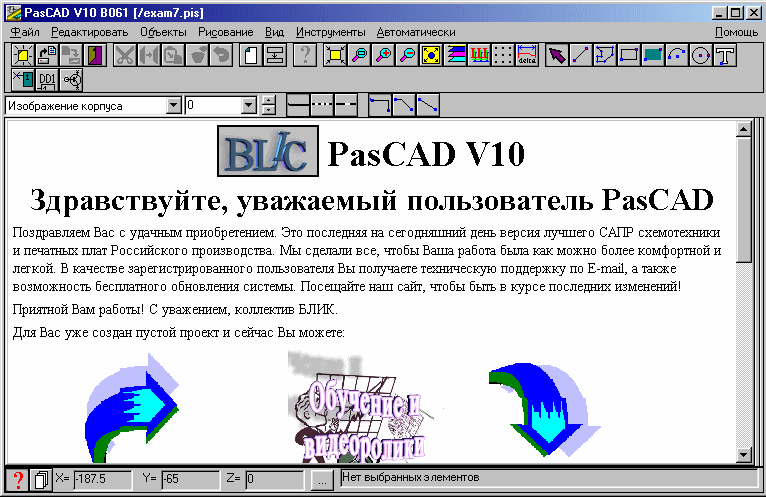 PasCAD V10 B061 [/exam7.pis]
Файл Редактировать Объекты Рисование Вид Инструменты Автоматически Помощь
delta
DD1
Изображение корпуса 0
BLIC PasCAD V10
Здравствуйте, уважаемый пользователь PasCAD
Поздравляем Вас с удачным приобретением. Это последняя на сегодняшний день версия лучшего САПР схемотехники
и печатных плат Российского производства. Мы сделали все, чтобы Ваша работа была как можно более комфортной и
легкой. В качестве зарегистрированного пользователя Вы получаете техническую поддержку по E-mail, а также
возможность бесплатного обновления системы. Посещайте наш сайт, чтобы быть в курсе последних изменений!
Приятной Вам работы! С уважением, коллектив БЛИК.
Для Вас уже создан пустой проект и сейчас Вы можете:
Обучение и
видеоролики
X= -187.5 Y= -65 Z= 0 ... Нет выбранных элементов